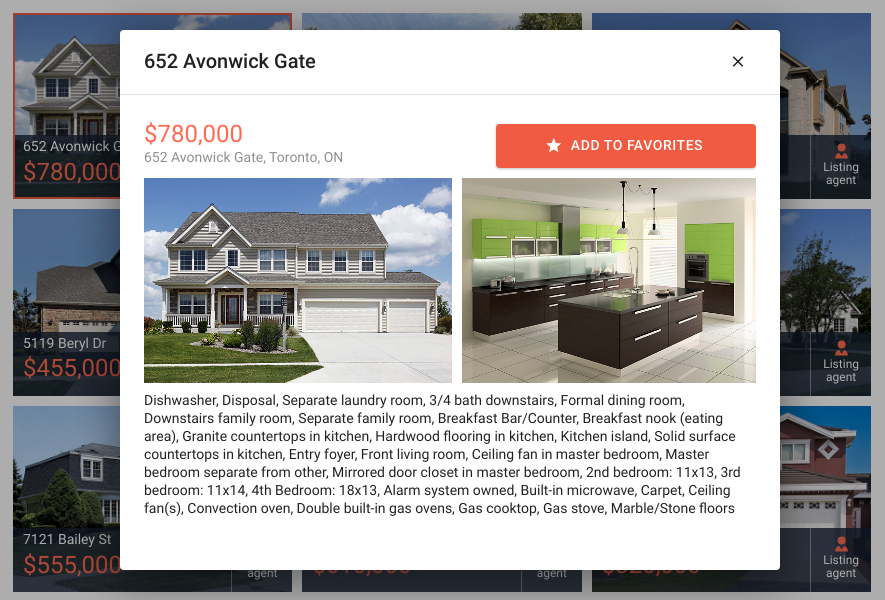 652 Avonwick Gate
$780,000
652 Avonwick Gate, Toronto, ON
ADD TO FAVORITES
Dishwasher, Disposal, Separate laundry room, 3/4 bath downstairs, Formal dining room,
Downstairs family room, Separate family room, Breakfast Bar/Counter, Breakfast nook (eating
area), Granite countertops in kitchen, Hardwood flooring in kitchen, Kitchen island, Solid surface
countertops in kitchen, Entry foyer, Front living room, Ceiling fan in master bedroom, Master
bedroom separate from other, Mirrored door closet in master bedroom, 2nd bedroom: 11x13, 3rd
bedroom: 11x14, 4th Bedroom: 18x13, Alarm system owned, Built-in microwave, Carpet, Ceiling
fan(s), Convection oven, Double built-in gas ovens, Gas cooktop, Gas stove, Marble/Stone floors
652 Avonwick G
$780,000
Listing
agent
5119 Beryl Dr
$455,000
Listing
agent
7121 Bailey St
$555,000
agent
agent
Listing
agent